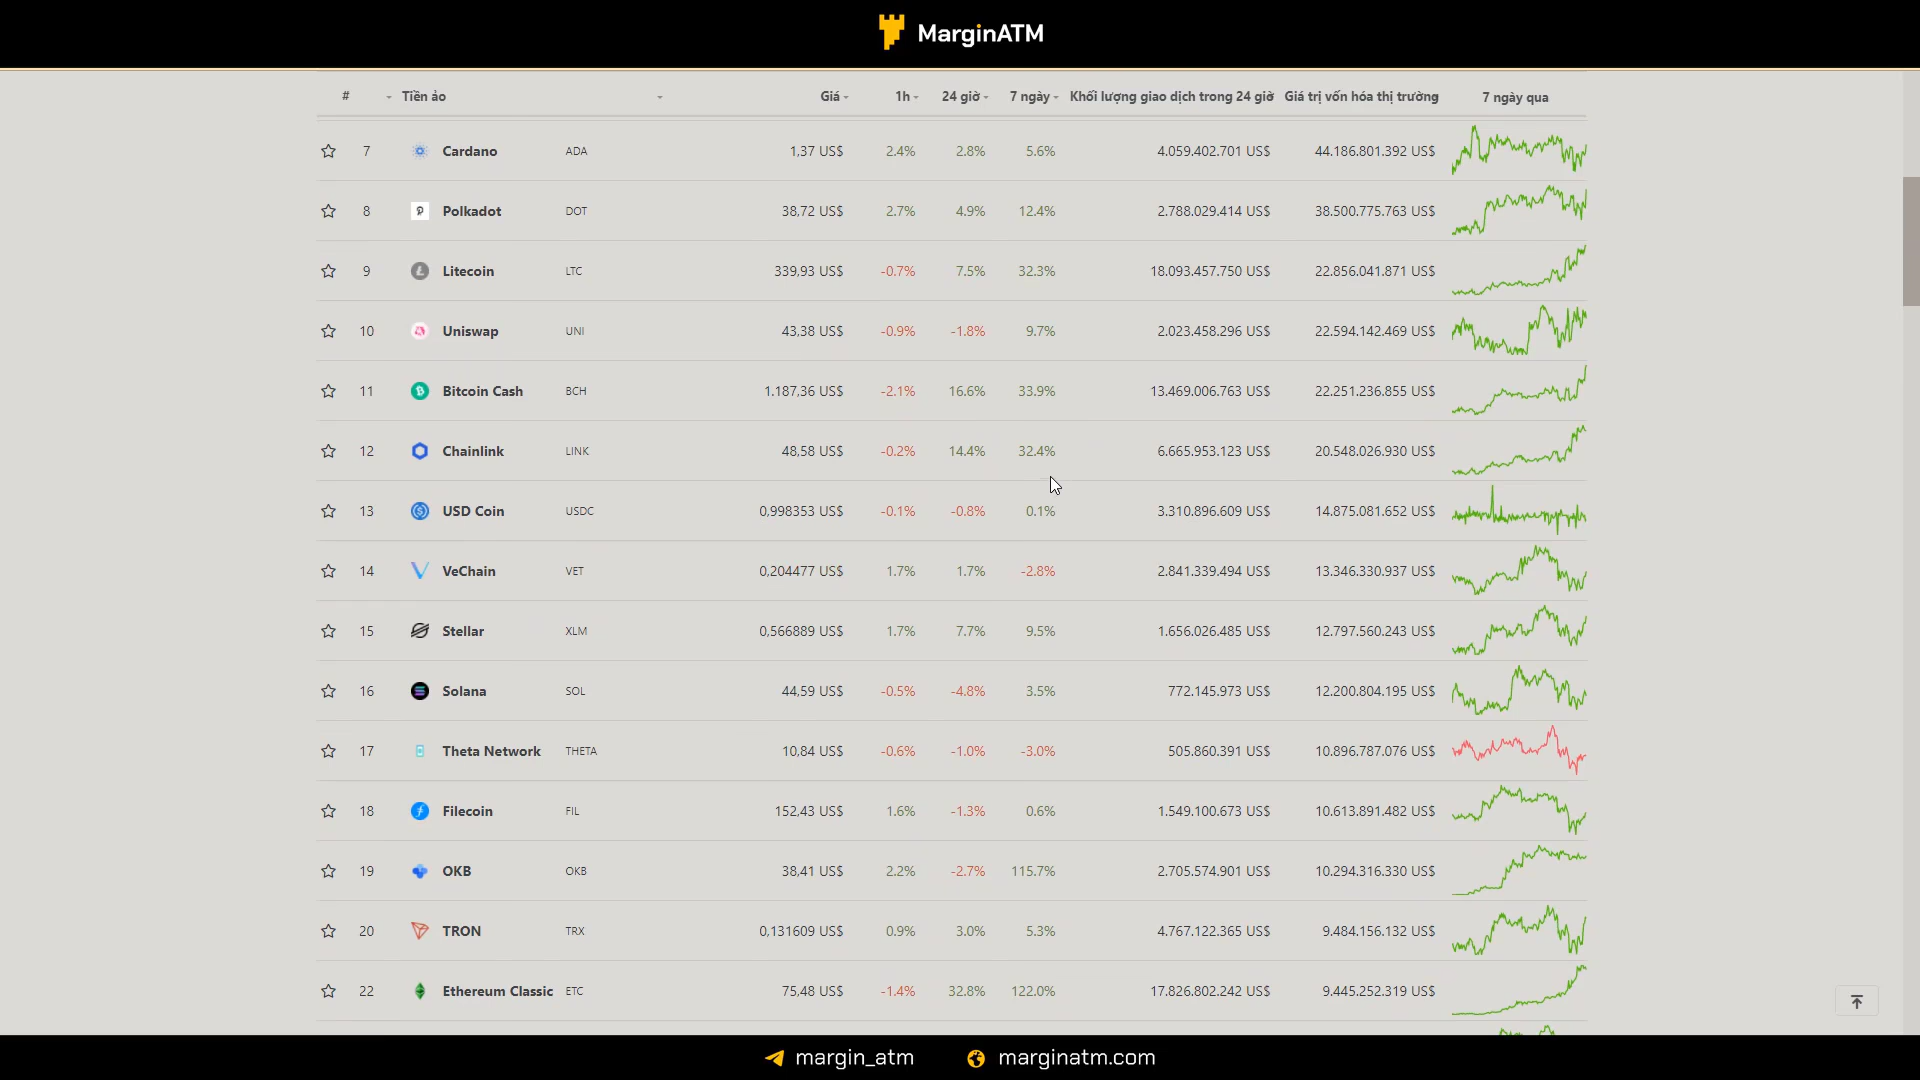 MarginATM
# Tiền ảo Giá 1h 24 giờ 7 ngày Khối lượng giao dịch trong 24 giờ Giá trị vốn hóa thị trường 7 ngày qua
7 Cardano ADA 1,37 US$ 2.4% 2.8% 5.6% 4.059.402.701 US$ 44.186.801.392 US$
8 Polkadot DOT 38,72 US$ 2.7% 4.9% 12.4% 2.788.029.414 US$ 38.500.775.763 US$
9 Litecoin LTC 339,93 US$ -0.7% 7.5% 32.3% 18.093.457.750 US$ 22.856.041.871 US$
10 Uniswap UNI 43,38 US$ -0.9% -1.8% 9.7% 2.023.458.296 US$ 22.594.142.469 US$
11 Bitcoin Cash BCH 1.187,36 US$ -2.1% 16.6% 33.9% 13.469.006.763 US$ 22.251.236.855 US$
12 Chainlink LINK 48,58 US$ -0.2% 14.4% 32.4% 6.665.953.123 US$ 20.548.026.930 US$
13 USD Coin USDC 0,998353 US$ -0.1% -0.8% 0.1% 3.310.896.609 US$ 14.875.081.652 US$
14 VeChain VET 0,204477 US$ 1.7% 1.7% -2.8% 2.841.339.494 US$ 13.346.330.937 US$
15 Stellar XLM 0,566889 US$ 1.7% 7.7% 9.5% 1.656.026.485 US$ 12.797.560.243 US$
16 Solana SOL 44,59 US$ -0.5% -4.8% 3.5% 772.145.973 US$ 12.200.804.195 US$
17 Theta Network THETA 10,84 US$ -0.6% -1.0% -3.0% 505.860.391 US$ 10.896.787.076 US$
18 Filecoin FIL 152,43 US$ 1.6% -1.3% 0.6% 1.549.100.673 US$ 10.613.891.482 US$
19 OKB OKB 38,41 US$ 2.2% -2.7% 115.7% 2.705.574.901 US$ 10.294.316.330 US$
20 TRON TRX 0,131609 US$ 0.9% 3.0% 5.3% 4.767.122.365 US$ 9.484.156.132 US$
22 Ethereum Classic ETC 75,48 US$ -1.4% 32.8% 122.0% 17.826.802.242 US$ 9.445.252.319 US$
margin_atm marginatm.com